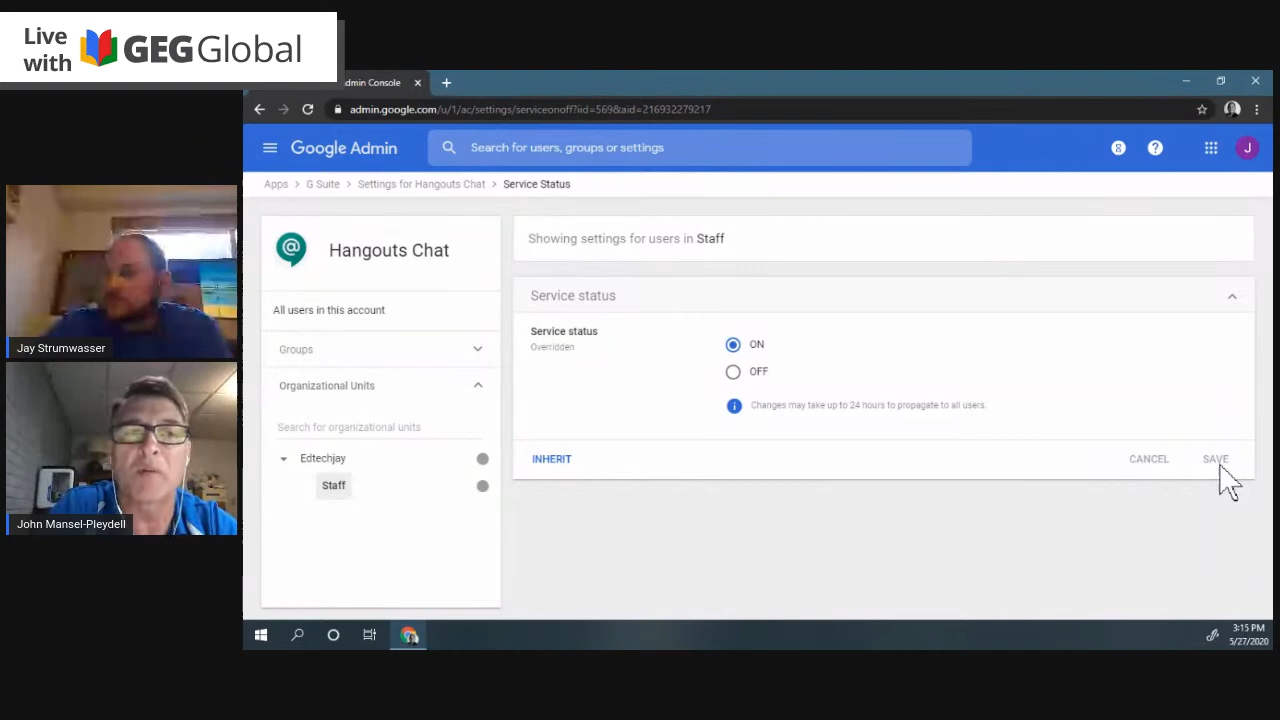 Live
with
GEG Global
dmin Console
admin.google.com/u/1/ac/settings/serviceonoff?iid=569&aid=216932279217
Google Admin
Search for users, groups or settings
J
Apps > G Suite > Settings for Hangouts Chat > Service Status
Hangouts Chat
All users in this account
Groups
Organizational Units
Search for organizational units
Edtechjay
Staff
Showing settings for users in Staff
Service status
Service status
Overridden
ON
OFF
Changes may take up to 24 hours to propagate to all users.
INHERIT
CANCEL
SAVE
Jay Strumwasser
John Mansel-Pleydell
3:15 PM
5/27/2020